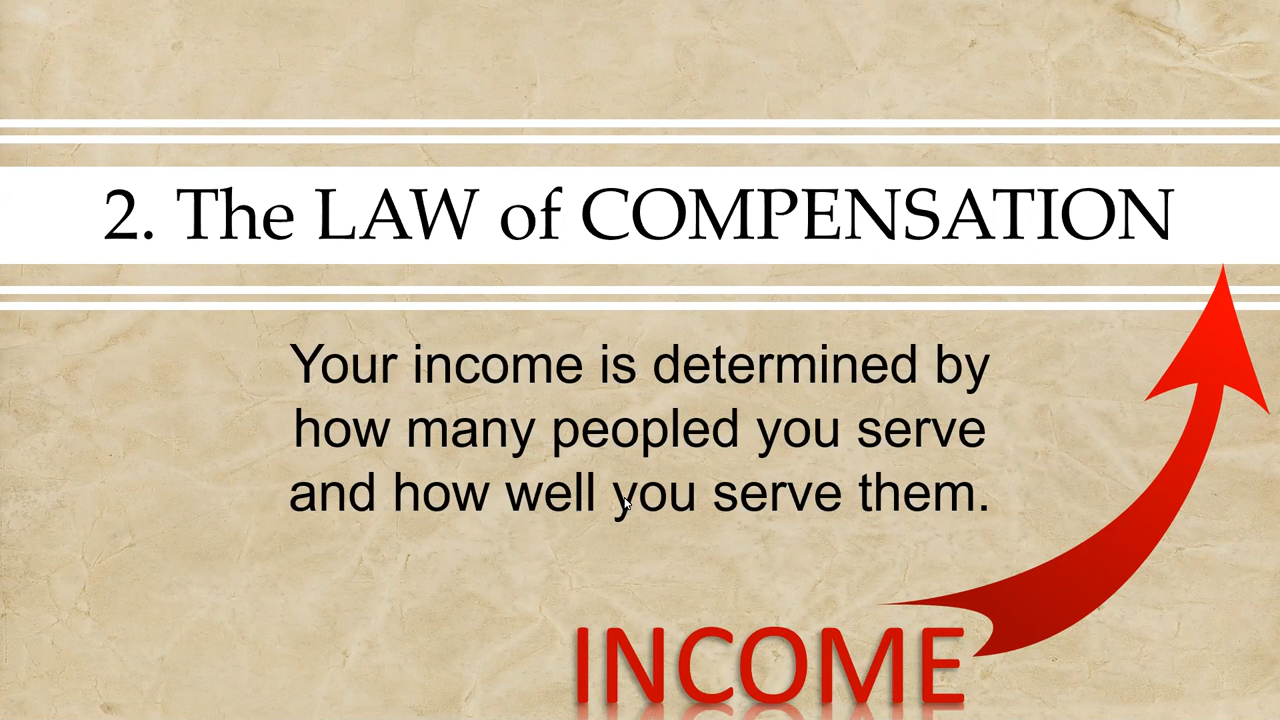 2. The LAW of COMPENSATION
Your income is determined by
how many peopled you serve
and how well you serve them.
INCOME